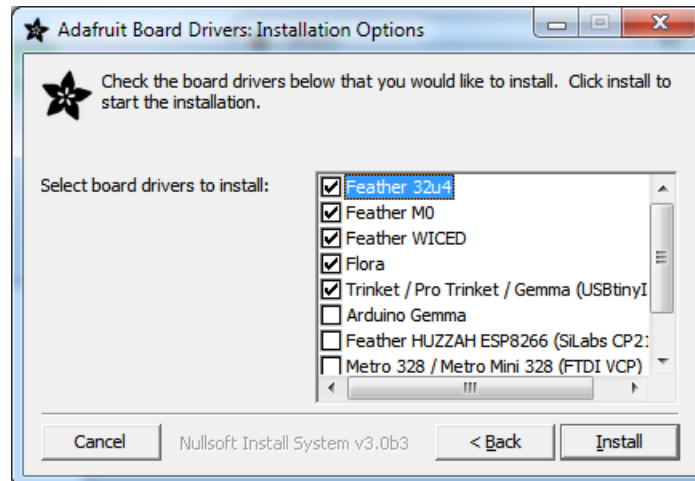 Adafruit Board Drivers: Installation Options
Check the board drivers below that you would like to install. Click install to
start the installation.
Select board drivers to install:
Feather 32u4
Feather M0
Feather WICED
Flora
Trinket / Pro Trinket / Gemma (USBtinyI
Arduino Gemma
Feather HUZZAH ESP8266 (SiLabs CP21
Metro 328 / Metro Mini 328 (FTDI VCP)
Cancel
Nullsoft Install System v3.0b3
< Back
Install